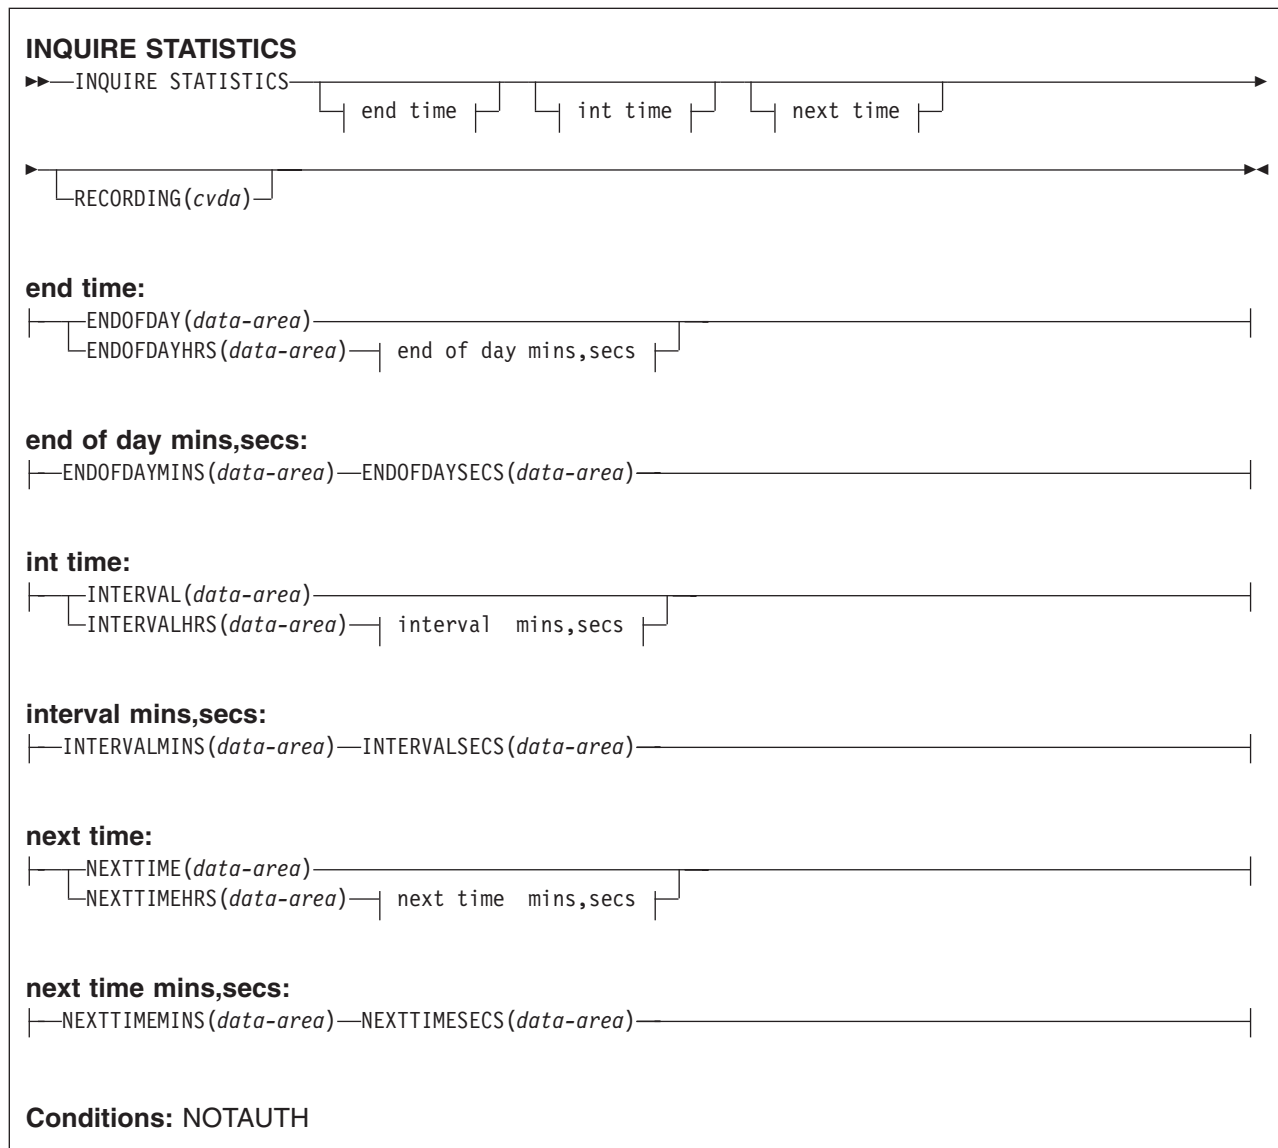 INQUIRE STATISTICS
INQUIRE STATISTICS
end time int time next time
RECORDING(cvda)
end time:
ENDOFDAY(data-area)
ENDOFDAYHRS(data-area) end of day mins,secs
end of day mins,secs:
ENDOFDAYMINS(data-area) ENDOFDAYSECS(data-area)
int time:
INTERVAL(data-area)
INTERVALHRS(data-area) interval mins,secs
interval mins,secs:
INTERVALMINS(data-area) INTERVALSECS(data-area)
next time:
NEXTTIME(data-area)
NEXTTIMEHRS(data-area) next time mins,secs
next time mins,secs:
NEXTTIMEMINS(data-area) NEXTTIMESECS(data-area)
Conditions: NOTAUTH